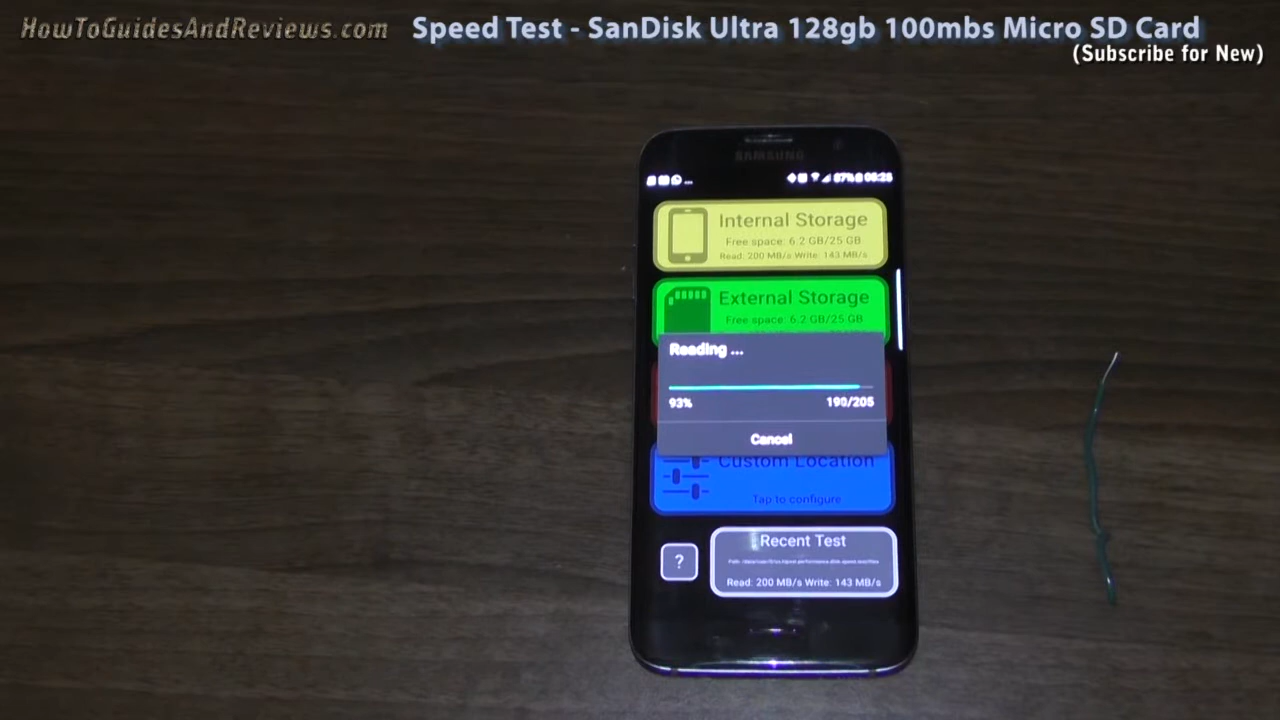 HowToGuidesAndReviews.com
Speed Test - SanDisk Ultra 128gb 100mbs Micro SD Card
(Subscribe for New)
SAMSUNG
87% 05:25
Internal Storage
Free space: 6.2 GB/25 GB
Read: 200 MB/s Write: 143 MB/s
External Storage
Free space: 6.2 GB/25 GB
Reading ...
93% 190/205
Cancel
Custom Location
Tap to configure
?
Recent Test
Read: 200 MB/s Write: 143 MB/s